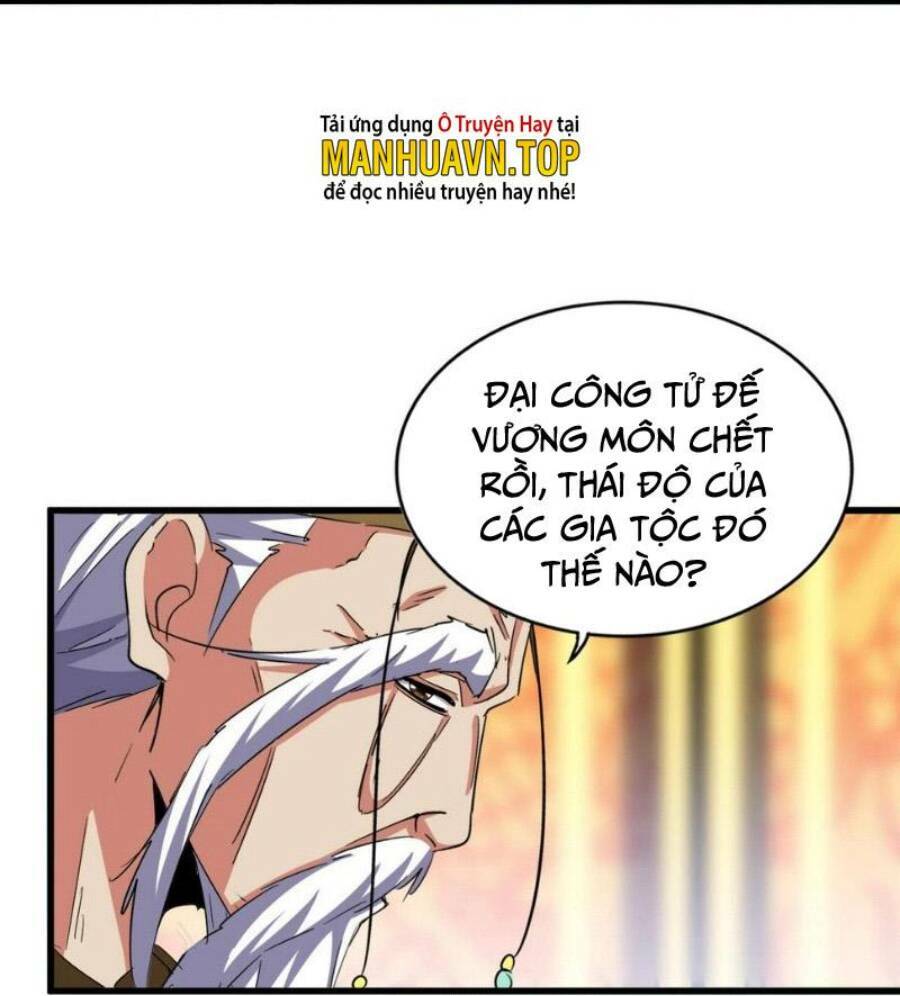 Tải ứng dụng Ô Truyện Hay tại
MANHUAVN.TOP
để đọc nhiều truyện hay nhé!
ĐẠI CÔNG TỬ ĐẾ
VƯƠNG MÔN CHẾT
RỒI, THÁI ĐỘ CỦA
CÁC GIA TỘC ĐÓ
THẾ NÀO?